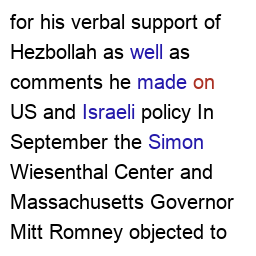 for his verbal support of
Hezbollah as well as
comments he made on
US and Israeli policy In
September the Simon
Wiesenthal Center and
Massachusetts Governor
Mitt Romney objected to